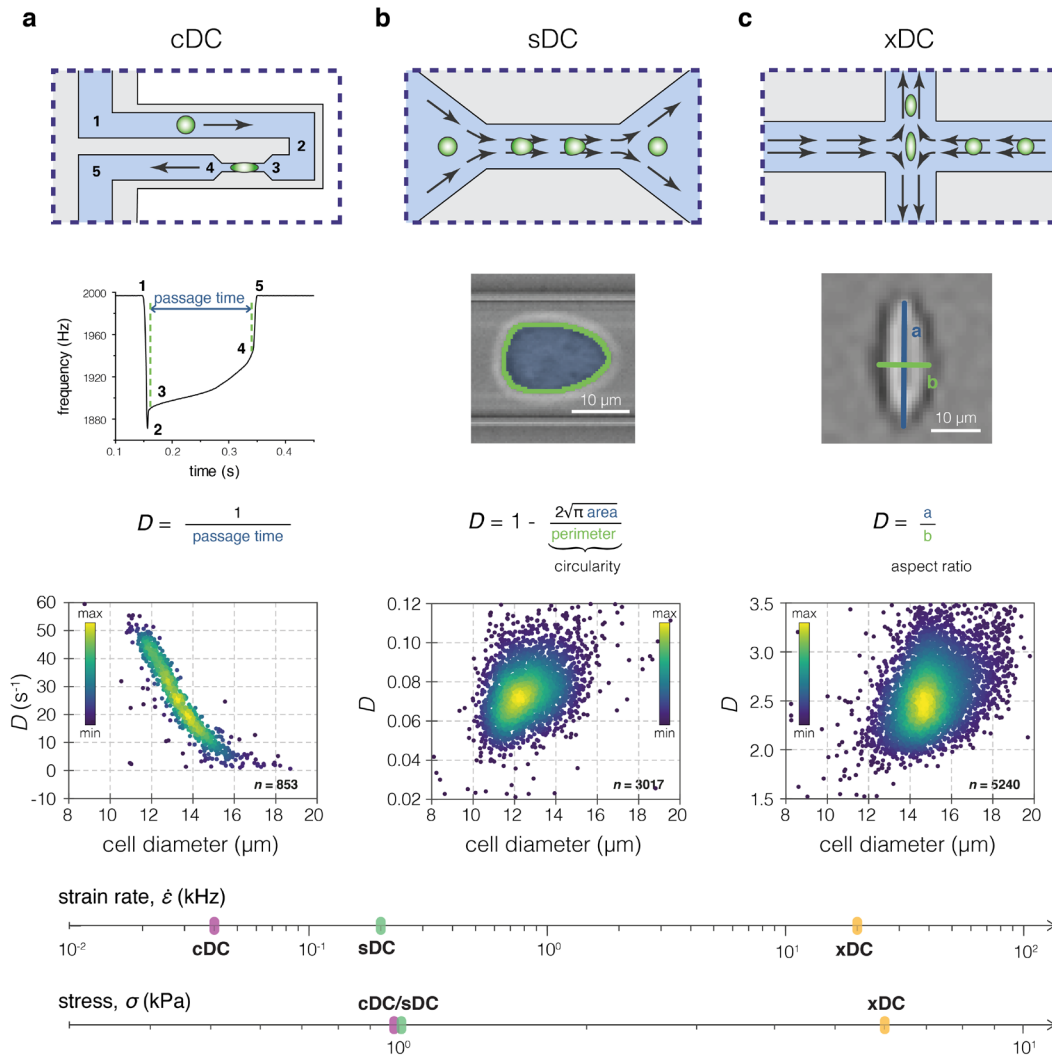 a
cDC
1
2
3
4
5
1
5
2000
passage time
1960
frequency (Hz)
4
1920
3
1880
2
0.1
0.2
0.3
0.4
time (s)
D = 1 / passage time
60
max
50
40
30
D (s⁻¹)
20
10
min
0
n = 853
-10
8
10
12
14
16
18
20
cell diameter (µm)
b
sDC
10 µm
D = 1 - 2√π area / perimeter
circularity
0.12
max
0.10
0.08
D
0.06
0.04
min
n = 3017
0.02
8
10
12
14
16
18
20
cell diameter (µm)
c
xDC
a
b
10 µm
D = a / b
aspect ratio
3.5
max
3.0
2.5
D
2.0
min
n = 5240
1.5
8
10
12
14
16
18
20
cell diameter (µm)
strain rate, ε̇ (kHz)
10⁻²
cDC
10⁻¹
sDC
10⁰
10¹
xDC
10²
stress, σ (kPa)
cDC/sDC
xDC
10⁰
10¹